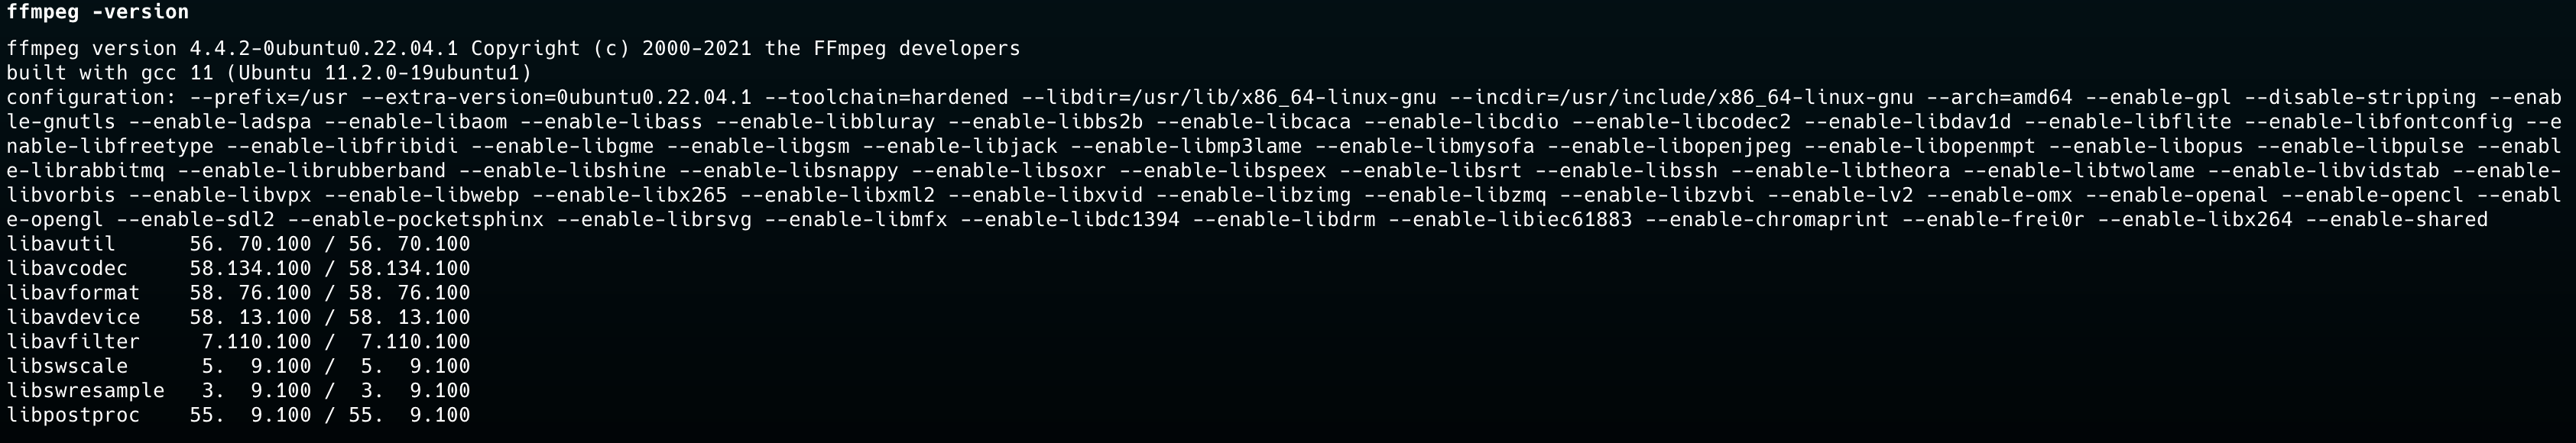 ffmpeg -version
ffmpeg version 4.4.2-0ubuntu0.22.04.1 Copyright (c) 2000-2021 the FFmpeg developers
built with gcc 11 (Ubuntu 11.2.0-19ubuntu1)
configuration: --prefix=/usr --extra-version=0ubuntu0.22.04.1 --toolchain=hardened --libdir=/usr/lib/x86_64-linux-gnu --incdir=/usr/include/x86_64-linux-gnu --arch=amd64 --enable-gpl --disable-stripping --enab
le-gnutls --enable-ladspa --enable-libaom --enable-libass --enable-libbluray --enable-libbs2b --enable-libcaca --enable-libcdio --enable-libcodec2 --enable-libdav1d --enable-libflite --enable-libfontconfig --e
nable-libfreetype --enable-libfribidi --enable-libgme --enable-libgsm --enable-libjack --enable-libmp3lame --enable-libmysofa --enable-libopenjpeg --enable-libopenmpt --enable-libopus --enable-libpulse --enabl
e-librabbitmq --enable-librubberband --enable-libshine --enable-libsnappy --enable-libsoxr --enable-libspeex --enable-libsrt --enable-libssh --enable-libtheora --enable-libtwolame --enable-libvidstab --enable-
libvorbis --enable-libvpx --enable-libwebp --enable-libx265 --enable-libxml2 --enable-libxvid --enable-libzimg --enable-libzmq --enable-libzvbi --enable-lv2 --enable-omx --enable-openal --enable-opencl --enabl
e-opengl --enable-sdl2 --enable-pocketsphinx --enable-librsvg --enable-libmfx --enable-libdc1394 --enable-libdrm --enable-libiec61883 --enable-chromaprint --enable-frei0r --enable-libx264 --enable-shared
libavutil      56. 70.100 / 56. 70.100
libavcodec     58.134.100 / 58.134.100
libavformat    58. 76.100 / 58. 76.100
libavdevice    58. 13.100 / 58. 13.100
libavfilter     7.110.100 /  7.110.100
libswscale      5.  9.100 /  5.  9.100
libswresample   3.  9.100 /  3.  9.100
libpostproc    55.  9.100 / 55.  9.100